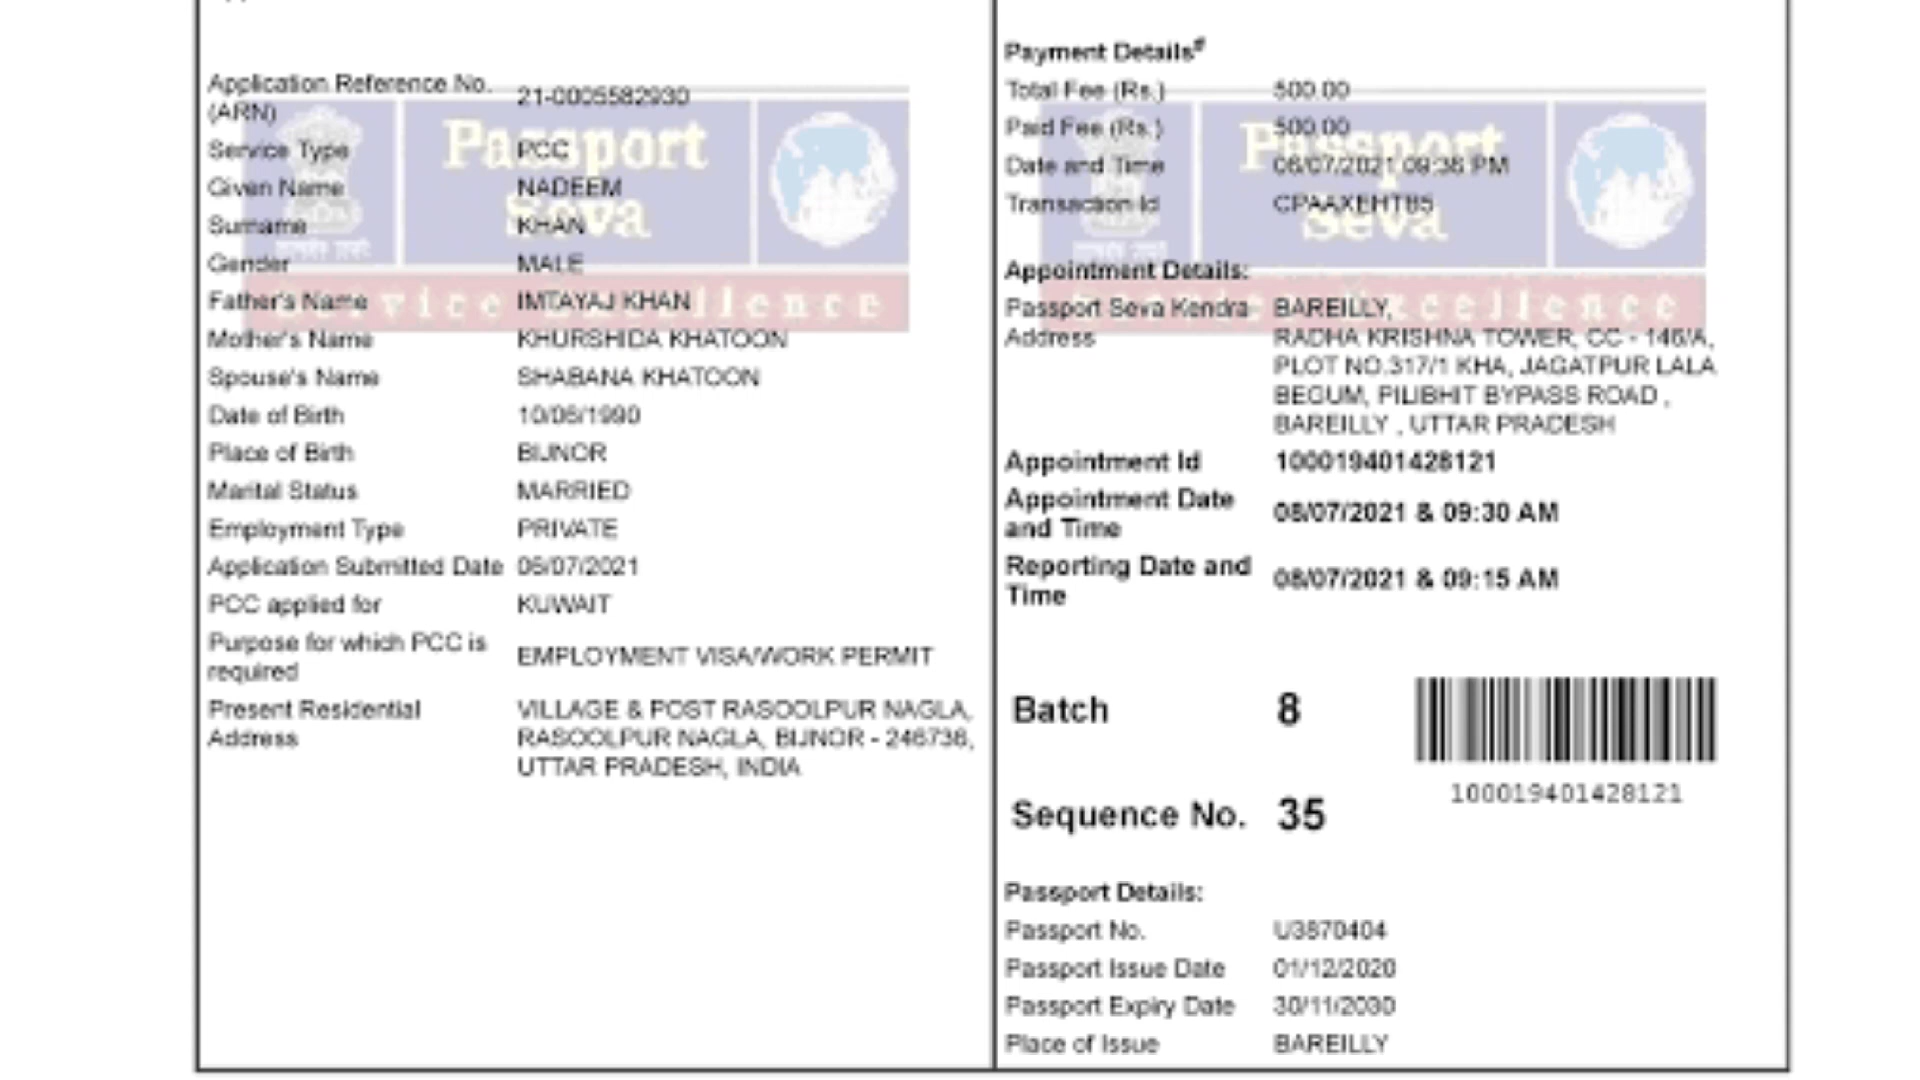 Application Reference No.
(ARN)
21-0005582930
Service Type PCC
Given Name NADEEM
Surname KHAN
Gender MALE
Father's Name IMTAYAJ KHAN
Mother's Name KHURSHIDA KHATOON
Spouse's Name SHABANA KHATOON
Date of Birth 10/06/1990
Place of Birth BIJNOR
Marital Status MARRIED
Employment Type PRIVATE
Application Submitted Date 06/07/2021
PCC applied for KUWAIT
Purpose for which PCC is
required
EMPLOYMENT VISA/WORK PERMIT
Present Residential
Address
VILLAGE & POST RASOOLPUR NAGLA,
RASOOLPUR NAGLA, BIJNOR - 246736,
UTTAR PRADESH, INDIA
Passport
Seva
Payment Details#
Total Fee (Rs.) 500.00
Paid Fee (Rs.) 500.00
Date and Time 06/07/2021 09:36 PM
Transaction Id CPAAXEHTB5
Appointment Details:
Passport Seva Kendra BAREILLY,
Address RADHA KRISHNA TOWER, CC - 146/A,
PLOT NO.317/1 KHA, JAGATPUR LALA
BEGUM, PILIBHIT BYPASS ROAD ,
BAREILLY , UTTAR PRADESH
Appointment Id 100019401428121
Appointment Date
and Time
08/07/2021 & 09:30 AM
Reporting Date and
Time
08/07/2021 & 09:15 AM
Batch 8
100019401428121
Sequence No. 35
Passport Details:
Passport No. U3870404
Passport Issue Date 01/12/2020
Passport Expiry Date 30/11/2030
Place of Issue BAREILLY
Passport
Seva
Excellence